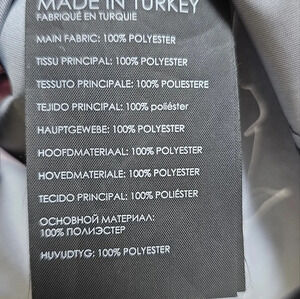 MADE IN TURKEY
FABRIQUÉ EN TURQUIE
MAIN FABRIC: 100% POLYESTER
TISSU PRINCIPAL: 100% POLYESTER
TESSUTO PRINCIPALE: 100% POLIESTERE
TEJIDO PRINCIPAL: 100% poliéster
HAUPTGEWEBE: 100% POLYESTER
HOOFDMATERIAAL: 100% POLYESTER
HOVEDMATERIALE: 100% POLYESTER
TECIDO PRINCIPAL: 100% POLIÉSTER
ОСНОВНОЙ МАТЕРИАЛ:
100% ПОЛИЭСТЕР
HUVUDTYG: 100% POLYESTER